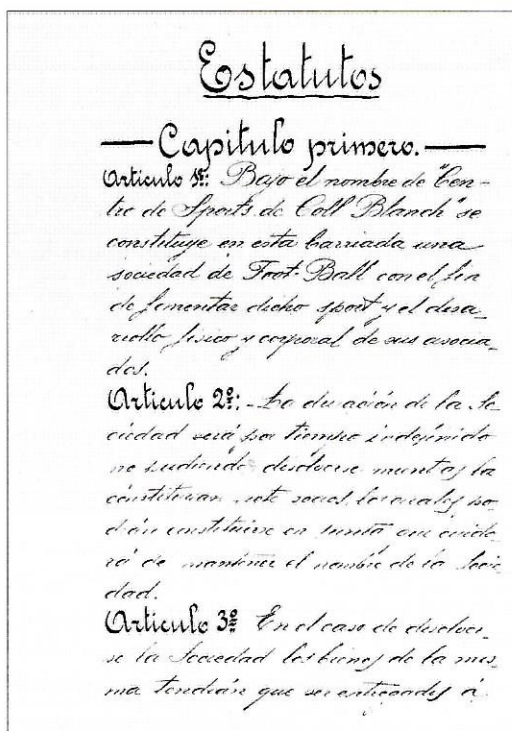 Estatutos
Capitulo primero.
Articulo 1º: Bajo el nombre de "Cen-
tre de Sports de Coll Blanch" se
constituye en esta barriada una
sociedad de Foot-Ball con el fin
de fomentar dicho sport y el desa-
rrollo fisico y corporal de sus asocia-
dos.
Articulo 2º:- La duración de la So-
ciedad será por tiempo indefinido
no pudiendo disolverse mientras la
constituyan siete socios, los cuales po-
drán constituirse en junta que cuida-
rá de mantener el nombre de la Socie-
dad.
Articulo 3º En el caso de disolver-
se la Sociedad los bienes de la mis-
ma tendrán que ser entregados á